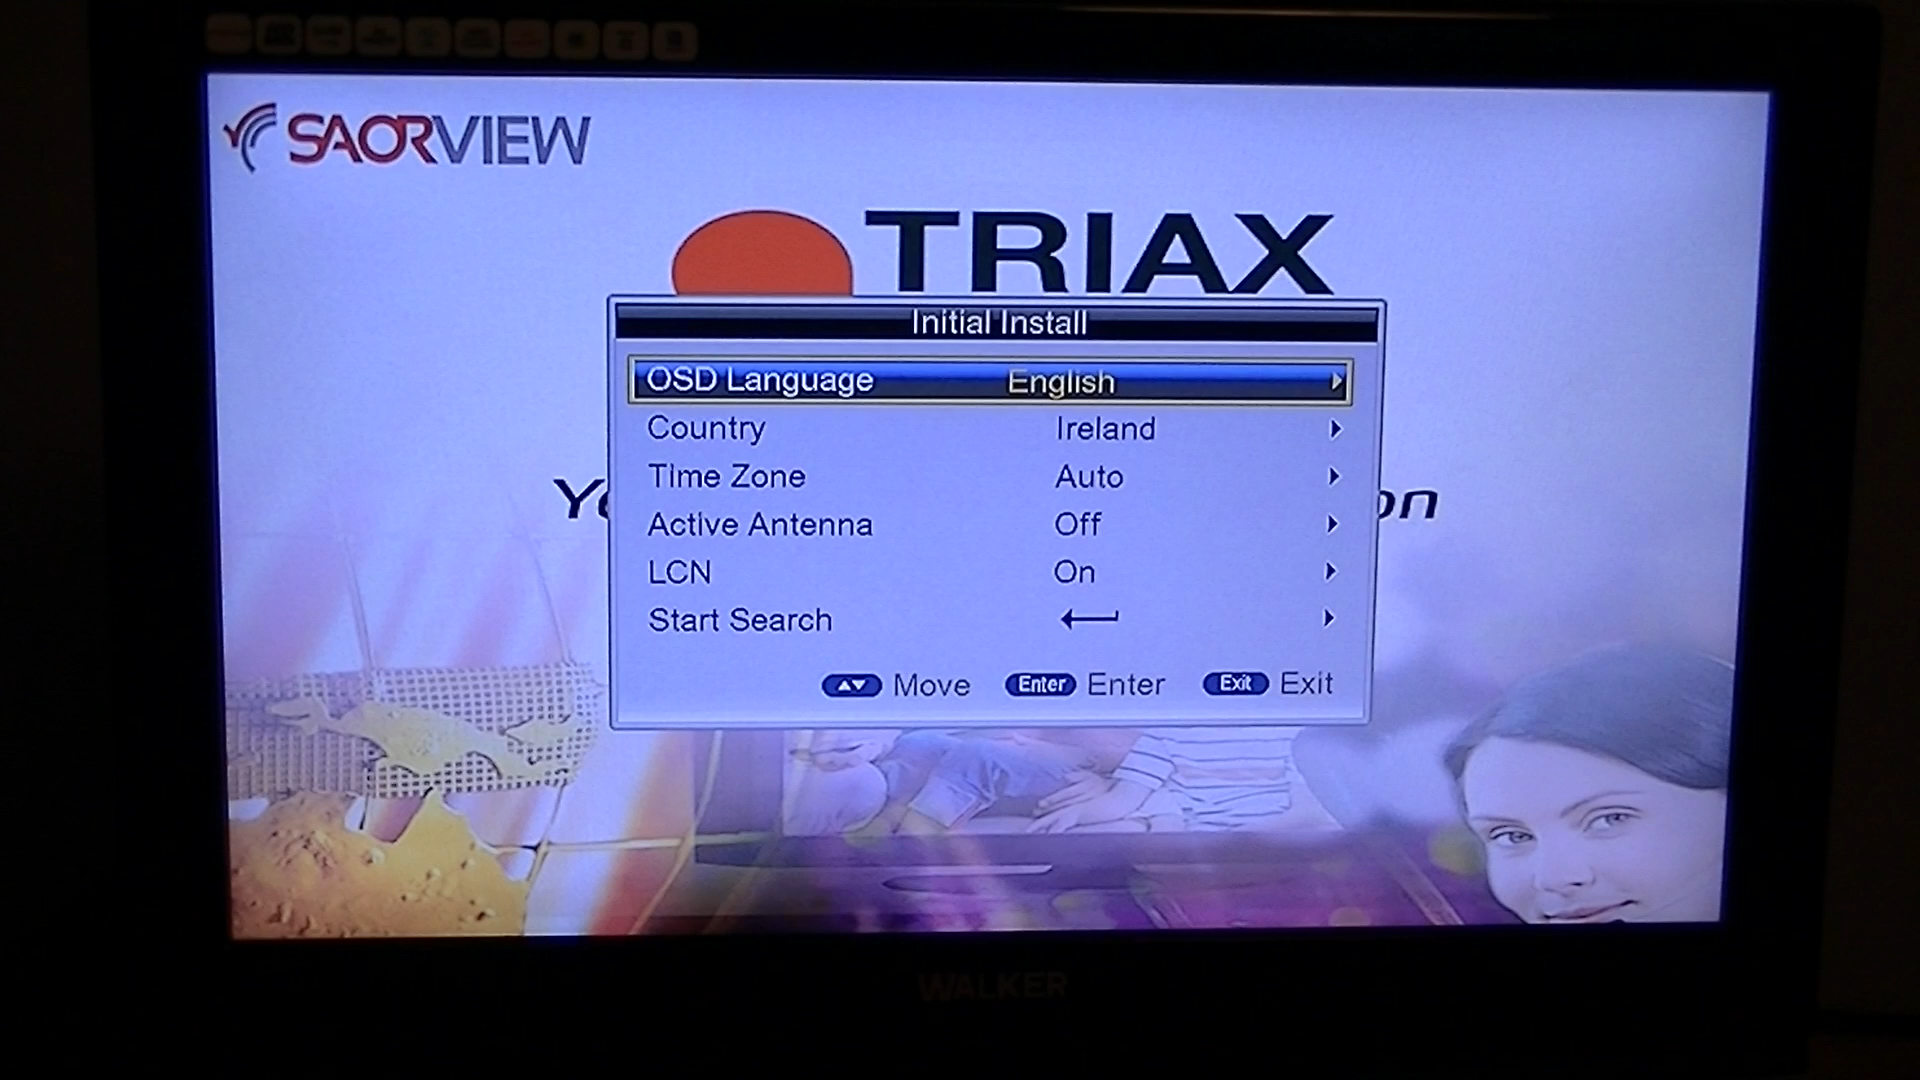 SAORVIEW
TRIAX
Initial Install
OSD Language English
Country Ireland
Time Zone Auto
Active Antenna Off
LCN On
Start Search
Move Enter Enter Exit Exit
WALKER